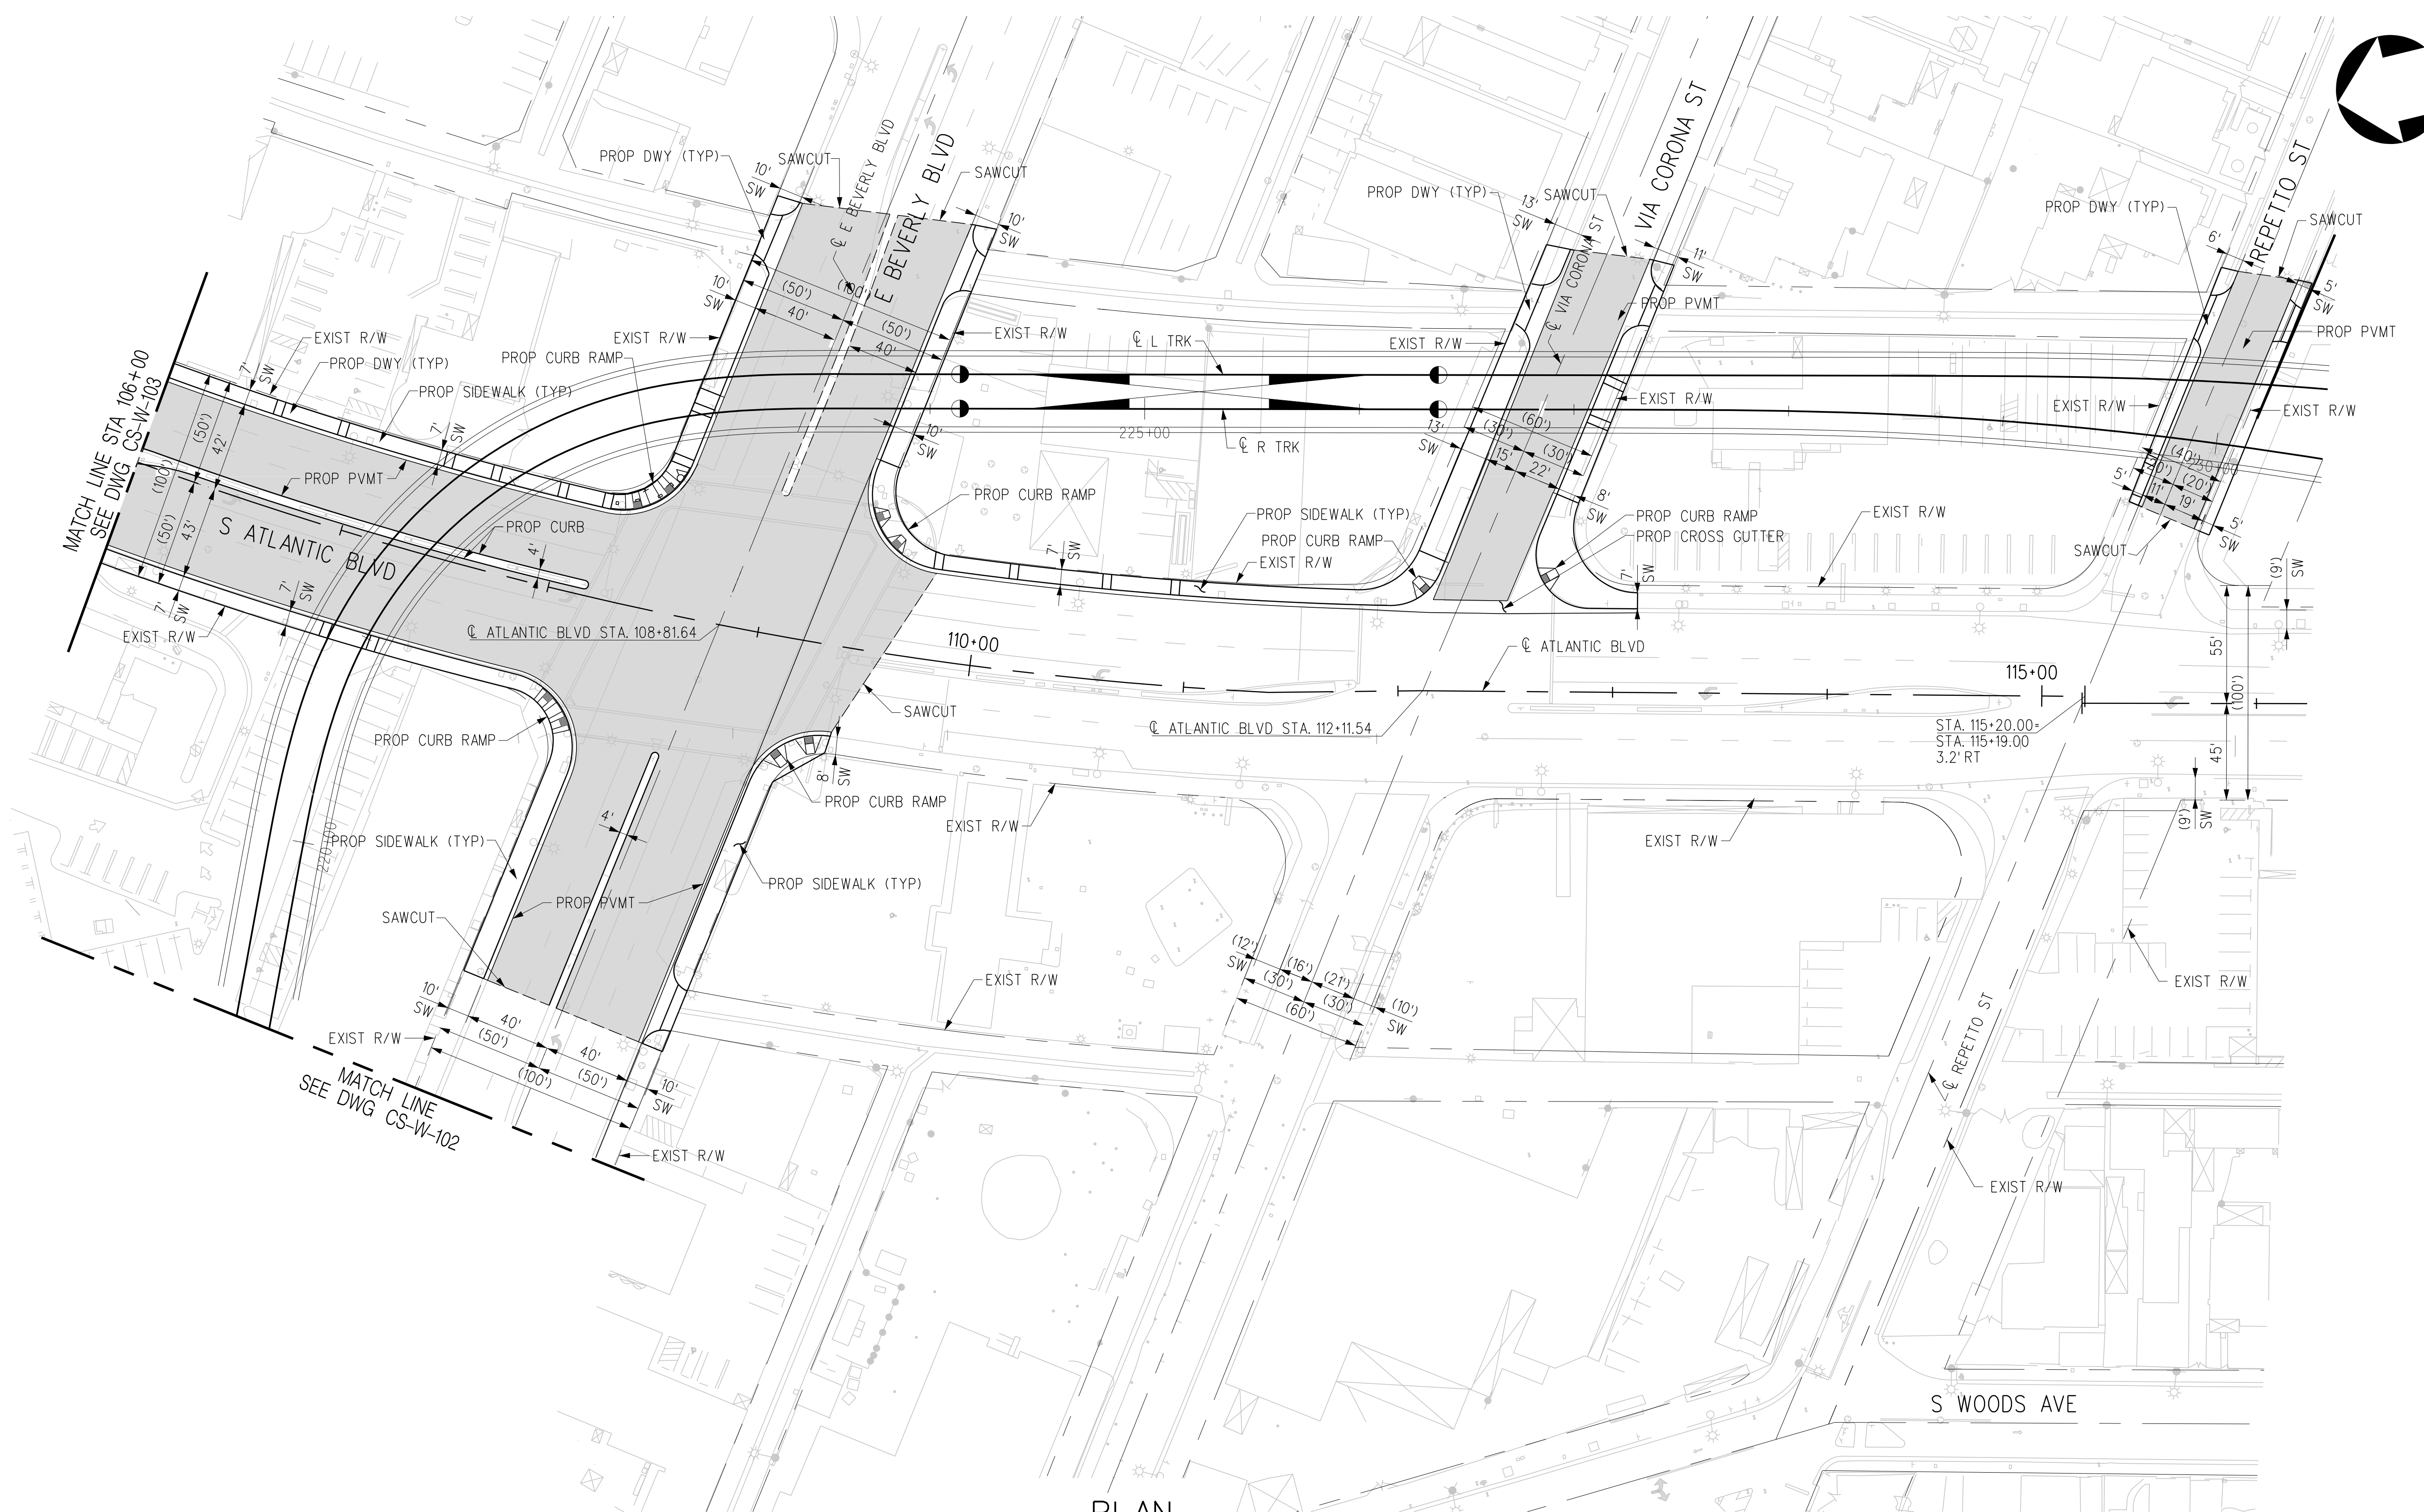 PROP DWY (TYP)
10'
SW
SAWCUT
℄ E BEVERLY BLVD
E BEVERLY BLVD
SAWCUT
10'
SW
10'
SW
(50')
(100')
40'
(50')
40'
EXIST R/W
EXIST R/W
PROP CURB RAMP
10'
SW
PROP DWY (TYP)
13'
SW
SAWCUT
℄ VIA CORONA ST
VIA CORONA ST
11'
SW
PROP PVMT
EXIST R/W
EXIST R/W
13'
SW
(60')
(30')
(30')
15'
22'
8'
SW
PROP DWY (TYP)
6'
REPETTO ST
SAWCUT
5'
SW
PROP PVMT
EXIST R/W
EXIST R/W
(40')
(20')
230+00
5'
11'
19'
5'
SW
SAWCUT
MATCH LINE STA 106+00
SEE DWG CS-W-103
7'
SW
EXIST R/W
PROP DWY (TYP)
PROP SIDEWALK (TYP)
(100')
(50')
42'
(50')
43'
7'
SW
PROP PVMT
S ATLANTIC BLVD
PROP CURB
4'
7'
SW
7'
SW
EXIST R/W
℄ L TRK
225+00
℄ R TRK
PROP CURB RAMP
PROP SIDEWALK (TYP)
PROP CURB RAMP
EXIST R/W
7'
SW
PROP CURB RAMP
PROP CROSS GUTTER
7'
SW
EXIST R/W
(9')
SW
55'
(100')
45'
(9')
SW
℄ ATLANTIC BLVD STA. 108+81.64
110+00
℄ ATLANTIC BLVD
115+00
SAWCUT
℄ ATLANTIC BLVD STA. 112+11.54
STA. 115+20.00=
STA. 115+19.00
3.2' RT
PROP CURB RAMP
8'
SW
PROP CURB RAMP
4'
EXIST R/W
EXIST R/W
220+00
PROP SIDEWALK (TYP)
PROP SIDEWALK (TYP)
PROP PVMT
SAWCUT
EXIST R/W
(12')
SW
(16')
(21')
(30')
(30')
(60')
(10')
SW
EXIST R/W
℄ REPETTO ST
10'
SW
40'
(50')
40'
(50')
(100')
10'
SW
EXIST R/W
MATCH LINE
SEE DWG CS-W-102
EXIST R/W
EXIST R/W
S WOODS AVE
PLAN